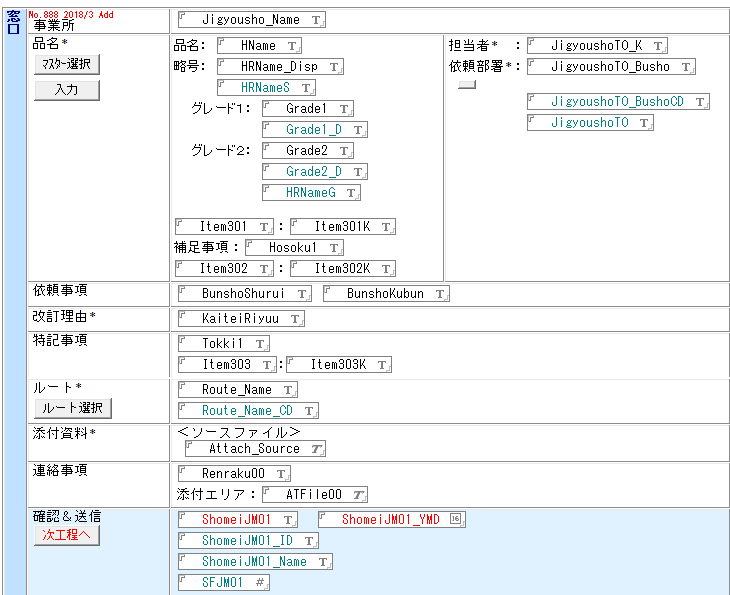 窓口
No.888 2018/3 Add
事業所 Jigyousho_Name T
品名* 品名: HName T 担当者* : JigyoushoTO_K T
マスター選択 略号: HRName_Disp T 依頼部署*: JigyoushoTO_Busho T
入力 HRNameS T
グレード1: Grade1 T JigyoushoTO_BushoCD T
Grade1_D T JigyoushoTO T
グレード2: Grade2 T
Grade2_D T
HRNameG T
Item301 T : Item301K T
補足事項: Hosoku1 T
Item302 T : Item302K T
依頼事項 BunshoShurui T BunshoKubun T
改訂理由* KaiteiRiyuu T
特記事項 Tokki1 T
Item303 T : Item303K T
ルート* Route_Name T
ルート選択 Route_Name_CD T
添付資料* <ソースファイル>
Attach_Source T
連絡事項 Renraku00 T
添付エリア: ATFile00 T
確認&送信 ShomeiJM01 T ShomeiJM01_YMD 16
次工程へ ShomeiJM01_ID T
ShomeiJM01_Name T
SFJM01 #